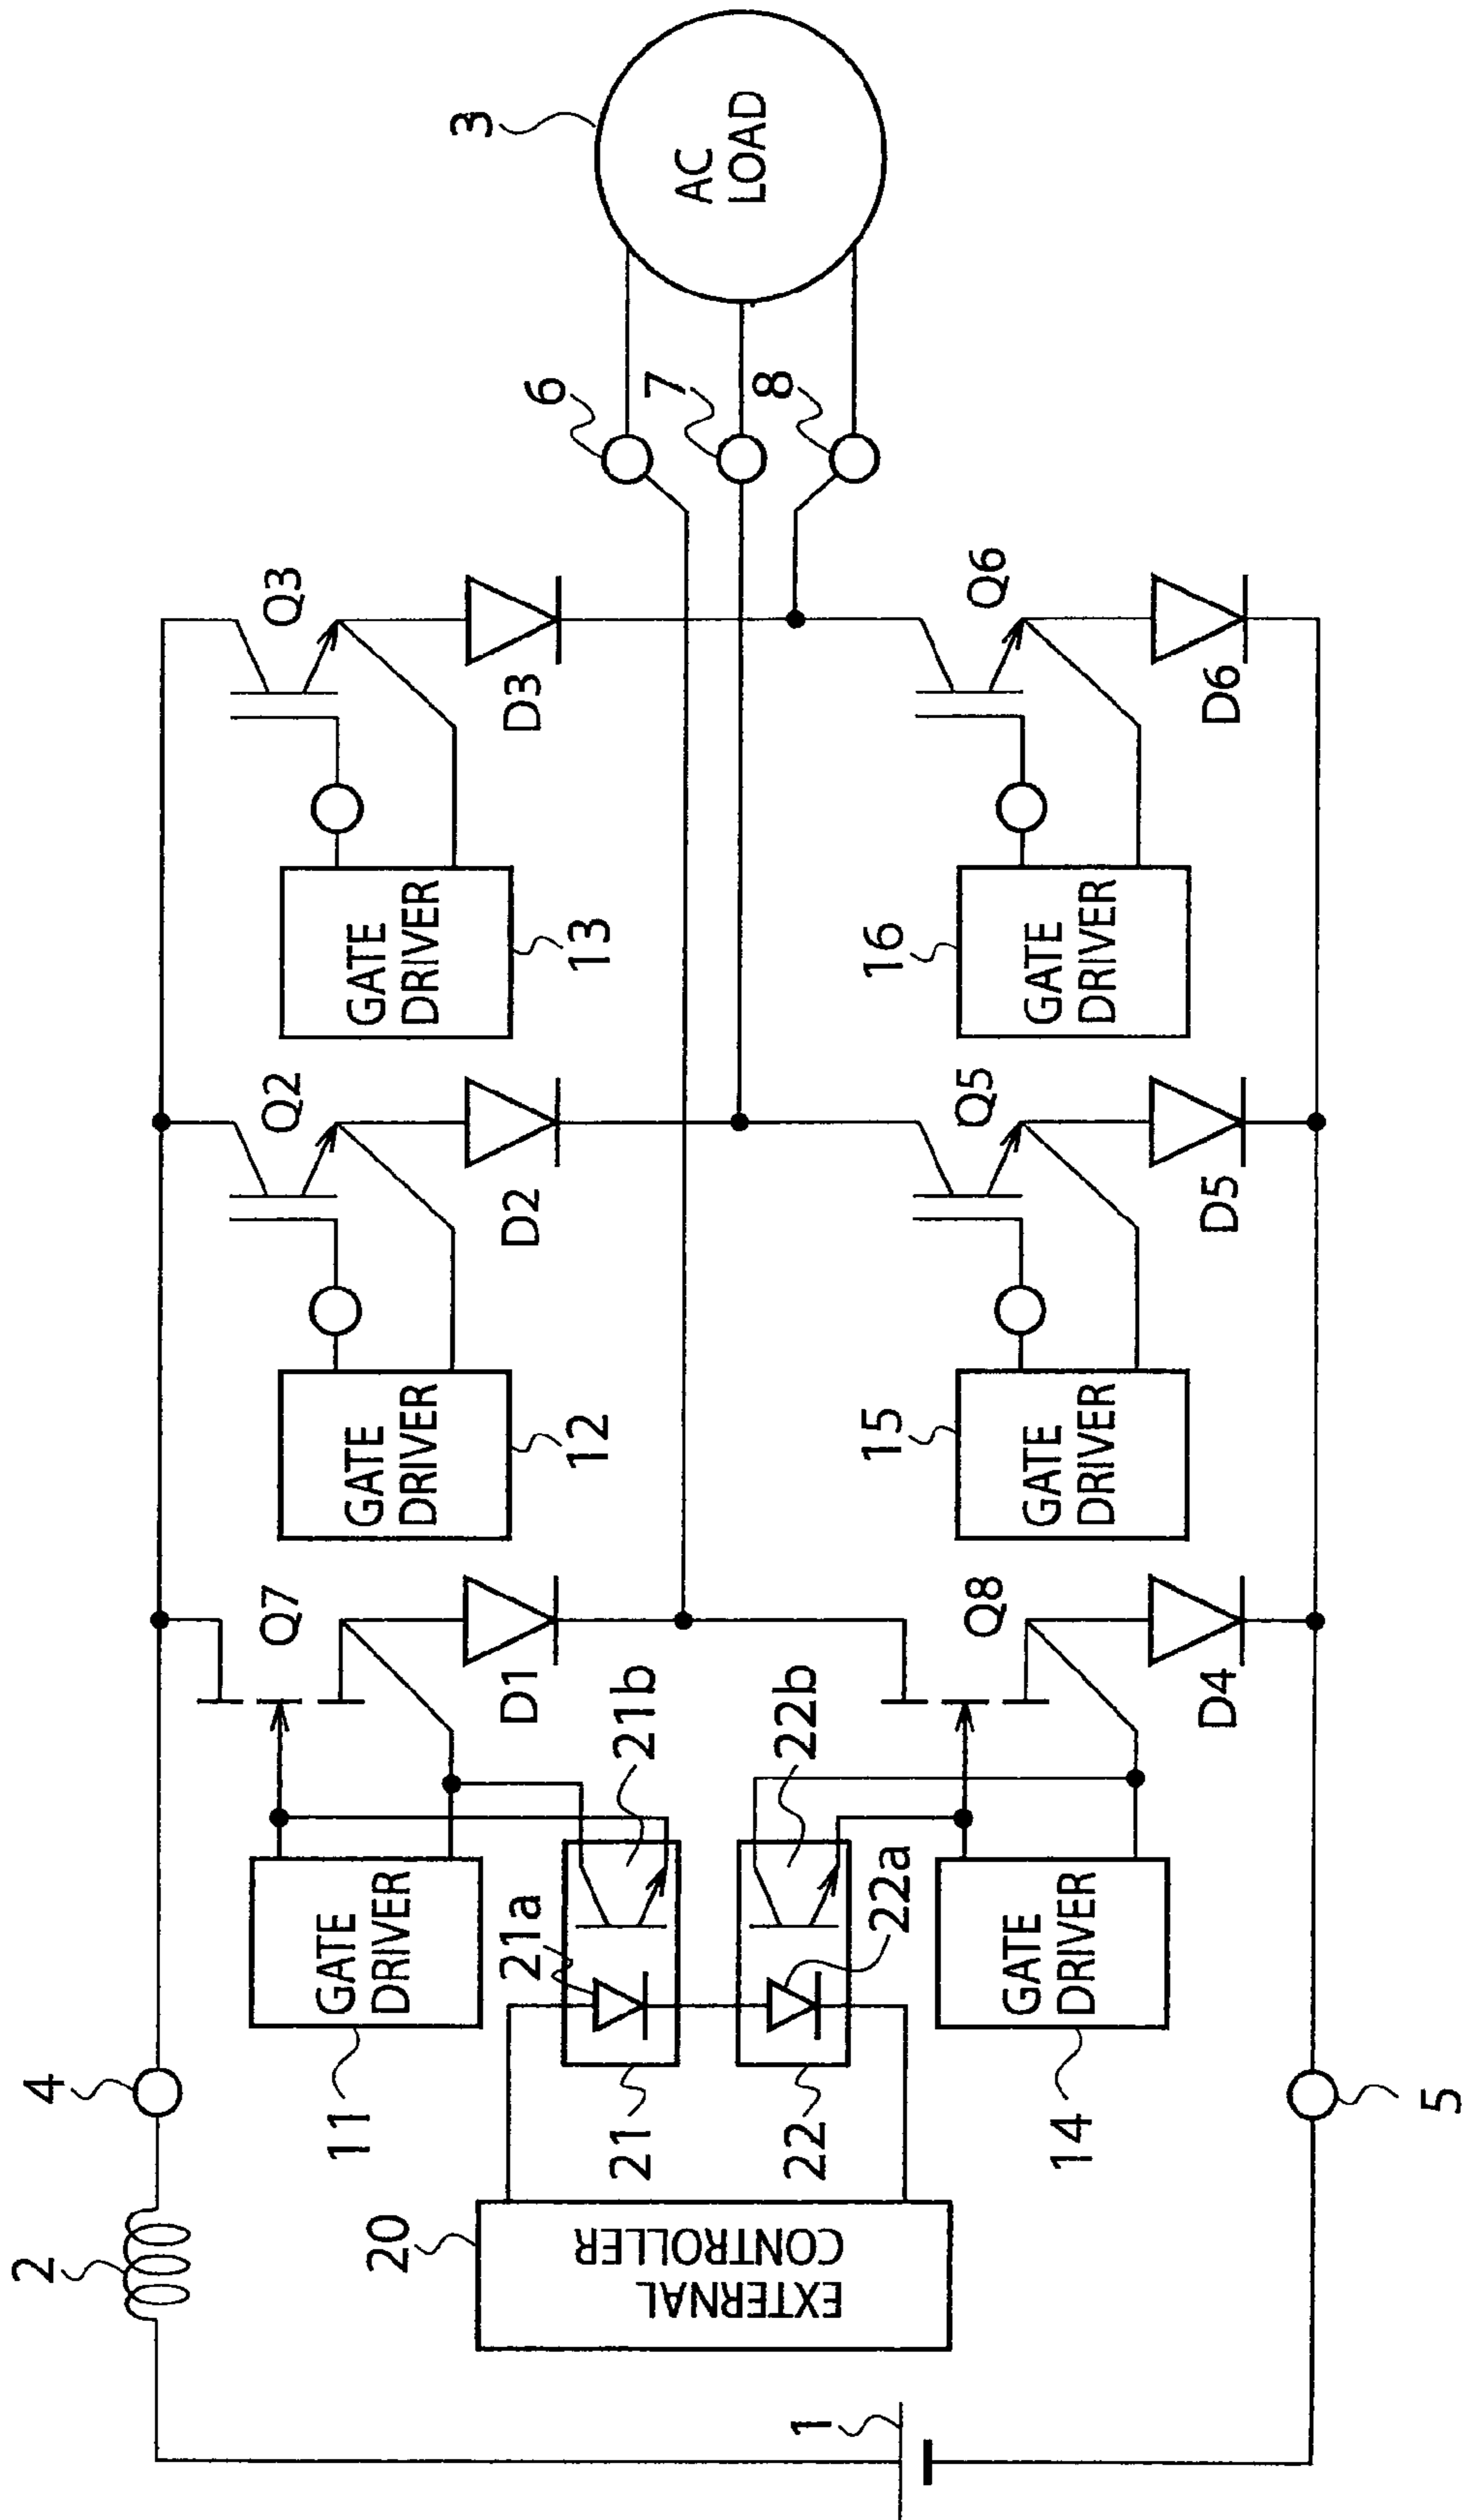 3
AC
LOAD
6
7
8
Q3
D3
Q6
D6
GATE
DRIVER
13
16
GATE
DRIVER
Q2
D2
Q5
D5
GATE
DRIVER
12
15
GATE
DRIVER
Q7
D1
Q8
D4
21b
22b
21a
22a
GATE
DRIVER
11
GATE
DRIVER
14
21
22
4
5
2
20
EXTERNAL
CONTROLLER
1